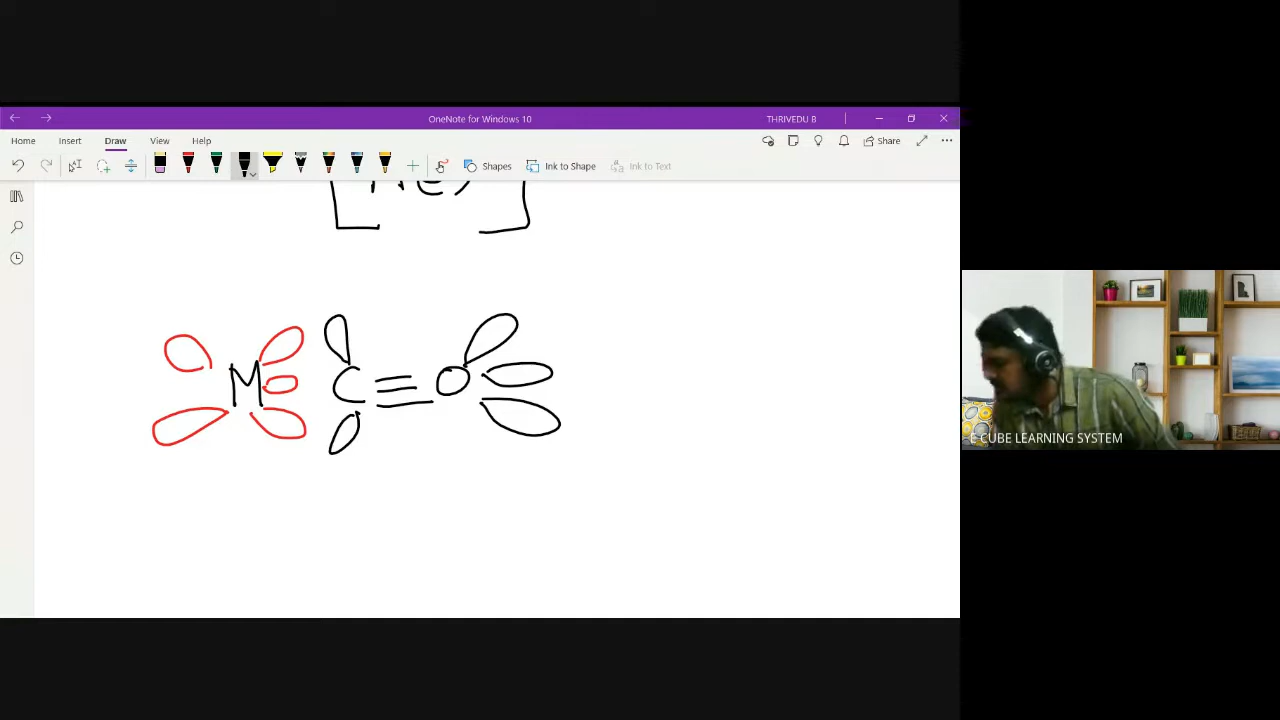 OneNote for Windows 10
THRIVEDU B
Home Insert Draw View Help
Share
Shapes Ink to Shape Ink to Text
M C ≡ O
E CUBE LEARNING SYSTEM